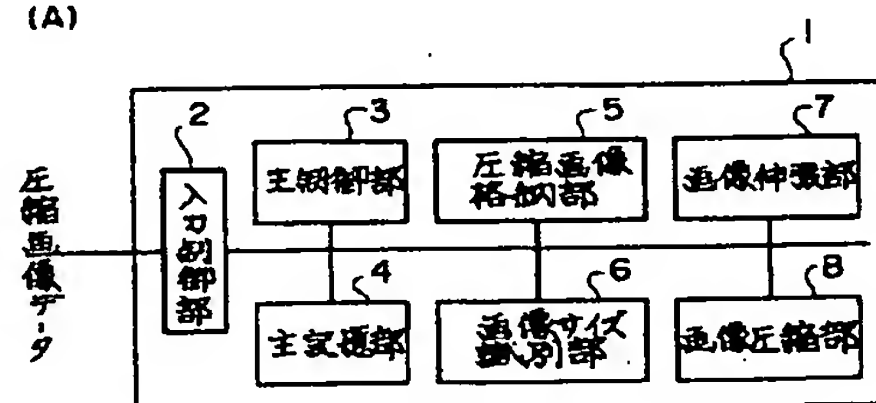 (A)
1
2
3
5
7
圧縮画像データ
入口制御部
主制御部
圧縮画像
格納部
画像伸張部
4
6
8
主記憶部
画像サイズ
識別部
画像圧縮部